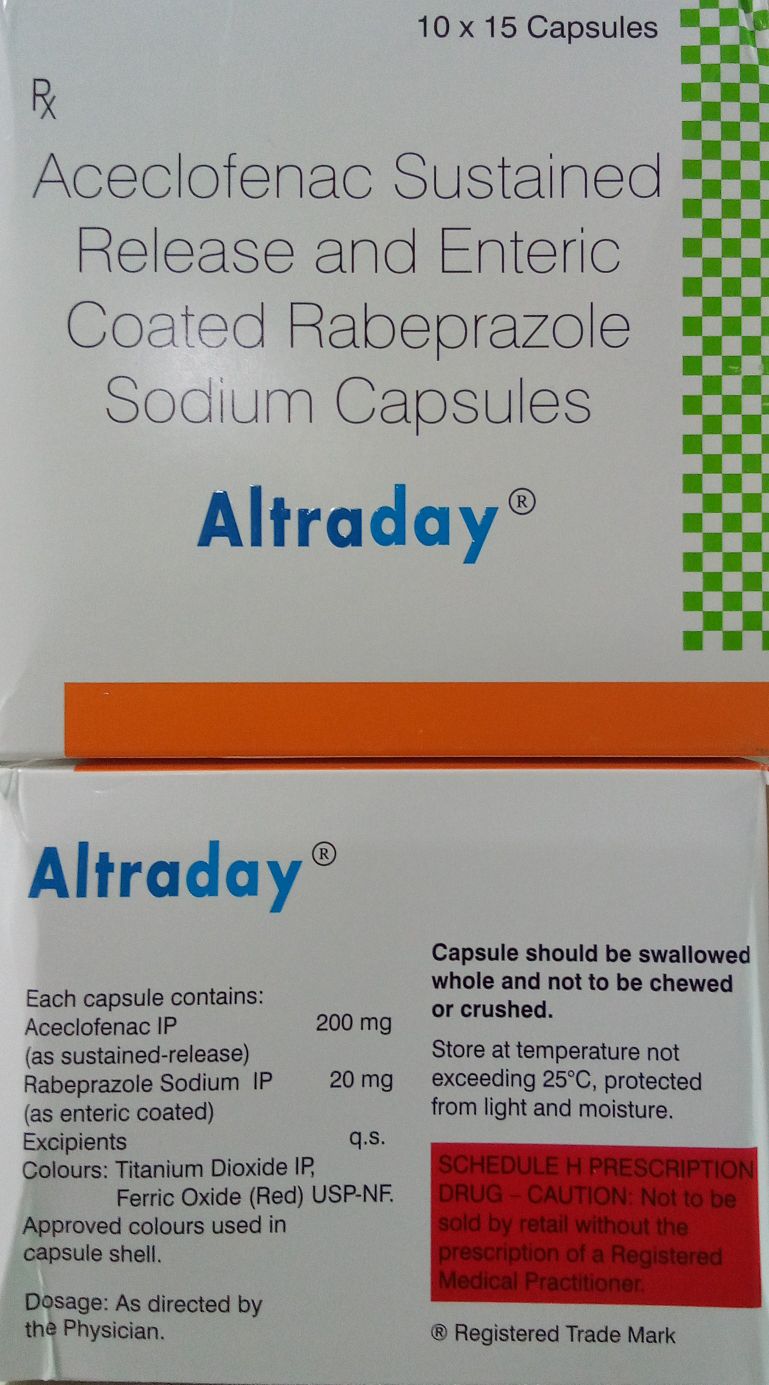 10 x 15 Capsules
Rx
Aceclofenac Sustained
Release and Enteric
Coated Rabeprazole
Sodium Capsules
Altraday®
Altraday®
Each capsule contains:
Aceclofenac IP 200 mg
(as sustained-release)
Rabeprazole Sodium IP 20 mg
(as enteric coated)
Excipients q.s.
Colours: Titanium Dioxide IP,
Ferric Oxide (Red) USP-NF.
Approved colours used in
capsule shell.
Dosage: As directed by
the Physician.
Capsule should be swallowed
whole and not to be chewed
or crushed.
Store at temperature not
exceeding 25°C, protected
from light and moisture.
SCHEDULE H PRESCRIPTION
DRUG – CAUTION: Not to be
sold by retail without the
prescription of a Registered
Medical Practitioner.
® Registered Trade Mark